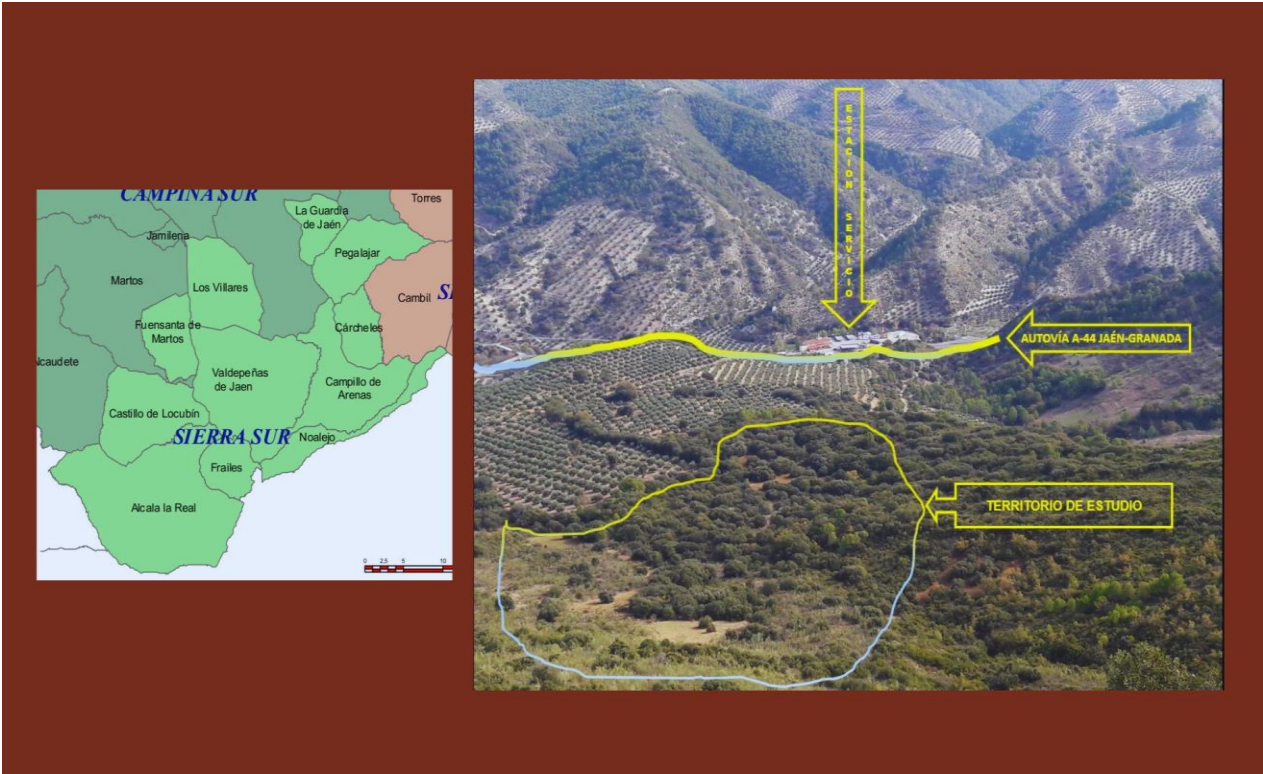 CAMPIÑA SUR
Torres
La Guardia
de Jaén
Jamilena
Pegalajar
Martos
Los Villares
Cambil
Fuensanta de
Martos
Cárcheles
lcaudete
Valdepeñas
de Jaen
Campillo de
Arenas
Castillo de Locubín
SIERRA SUR
Noalejo
Frailes
Alcala la Real
0 2,5 5 10
ESTACION SERVICIO
AUTOVÍA A-44 JAÉN-GRANADA
TERRITORIO DE ESTUDIO